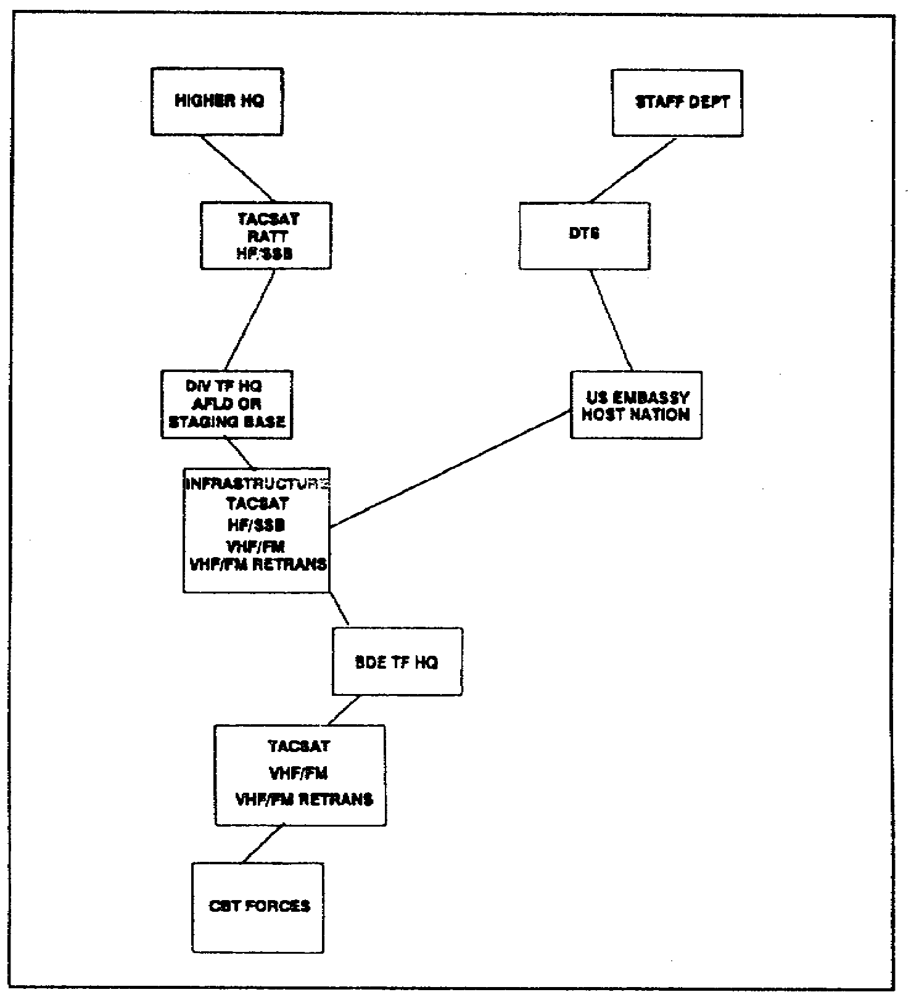 HIGHER HQ
STAFF DEPT
TACSAT
RATT
HF/SSB
DTS
DIV TF HQ
AFLD OR
STAGING BASE
US EMBASSY
HOST NATION
INFRASTRUCTURE
TACSAT
HF/SSB
VHF/FM
VHF/FM RETRANS
BDE TF HQ
TACSAT
VHF/FM
VHF/FM RETRANS
CBT FORCES